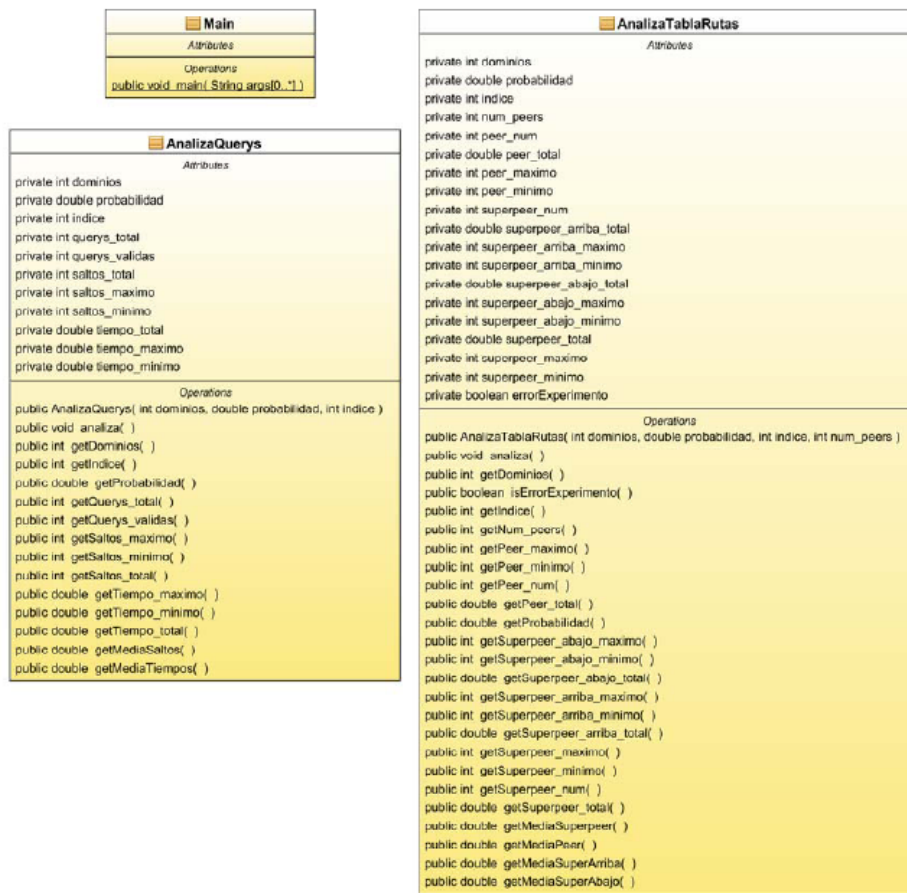 Main
Attributes
Operations
public void main( String args[0..*] )
AnalizaQuerys
Attributes
private int dominios
private double probabilidad
private int indice
private int querys_total
private int querys_validas
private int saltos_total
private int saltos_maximo
private int saltos_minimo
private double tiempo_total
private double tiempo_maximo
private double tiempo_minimo
Operations
public AnalizaQuerys( int dominios, double probabilidad, int indice )
public void analiza( )
public int getDominios( )
public int getIndice( )
public double getProbabilidad( )
public int getQuerys_total( )
public int getQuerys_validas( )
public int getSaltos_maximo( )
public int getSaltos_minimo( )
public int getSaltos_total( )
public double getTiempo_maximo( )
public double getTiempo_minimo( )
public double getTiempo_total( )
public double getMediaSaltos( )
public double getMediaTiempos( )
AnalizaTablaRutas
Attributes
private int dominios
private double probabilidad
private int indice
private int num_peers
private int peer_num
private double peer_total
private int peer_maximo
private int peer_minimo
private int superpeer_num
private double superpeer_arriba_total
private int superpeer_arriba_maximo
private int superpeer_arriba_minimo
private double superpeer_abajo_total
private int superpeer_abajo_maximo
private int superpeer_abajo_minimo
private double superpeer_total
private int superpeer_maximo
private int superpeer_minimo
private boolean errorExperimento
Operations
public AnalizaTablaRutas( int dominios, double probabilidad, int indice, int num_peers )
public void analiza( )
public int getDominios( )
public boolean isErrorExperimento( )
public int getIndice( )
public int getNum_peers( )
public int getPeer_maximo( )
public int getPeer_minimo( )
public int getPeer_num( )
public double getPeer_total( )
public double getProbabilidad( )
public int getSuperpeer_abajo_maximo( )
public int getSuperpeer_abajo_minimo( )
public double getSuperpeer_abajo_total( )
public int getSuperpeer_arriba_maximo( )
public int getSuperpeer_arriba_minimo( )
public double getSuperpeer_arriba_total( )
public int getSuperpeer_maximo( )
public int getSuperpeer_minimo( )
public int getSuperpeer_num( )
public double getSuperpeer_total( )
public double getMediaSuperpeer( )
public double getMediaPeer( )
public double getMediaSuperArriba( )
public double getMediaSuperAbajo( )